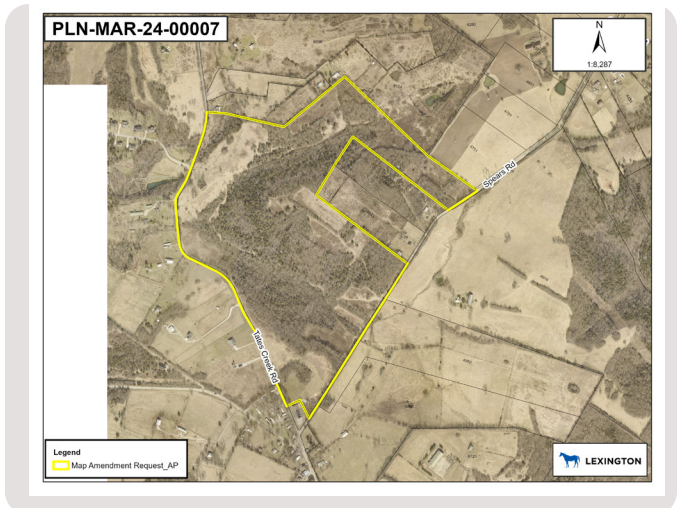 PLN-MAR-24-00007
N
1:8,287
Spears Rd
Tates Creek Rd
Legend
Map Amendment Request_AP
LEXINGTON